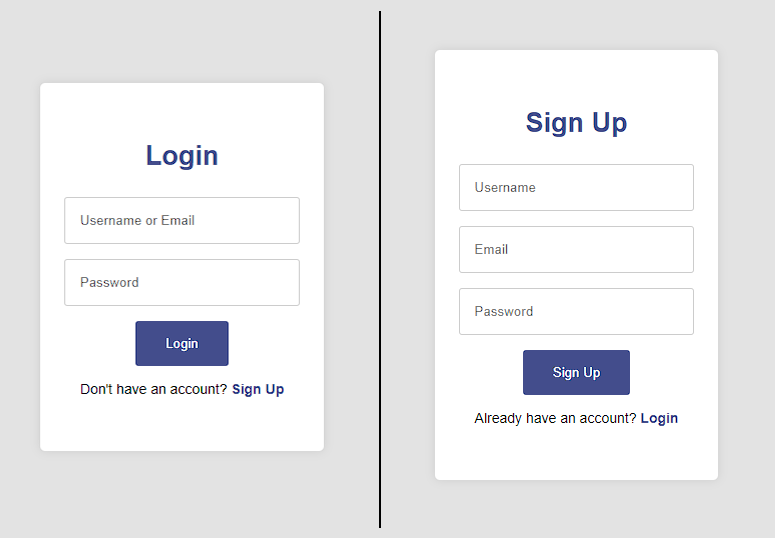 Login
Username or Email
Password
Login
Don't have an account? Sign Up
Sign Up
Username
Email
Password
Sign Up
Already have an account? Login